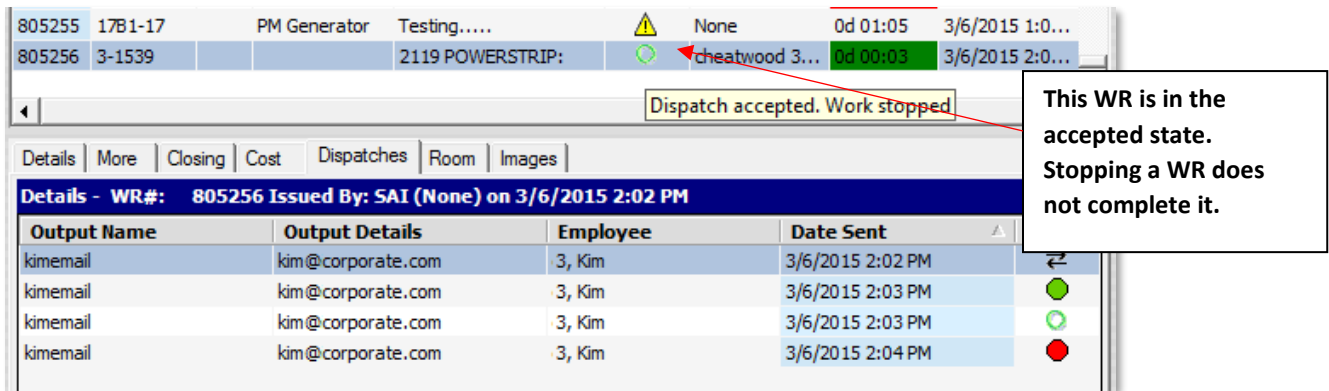 805255 17B1-17 PM Generator Testing..... None 0d 01:05 3/6/2015 1:0...
805256 3-1539 2119 POWERSTRIP: cheatwood 3... 0d 00:03 3/6/2015 2:0...
Dispatch accepted. Work stopped
This WR is in the
accepted state.
Stopping a WR does
not complete it.
Details More Closing Cost Dispatches Room Images
Details - WR#: 805256 Issued By: SAI (None) on 3/6/2015 2:02 PM
Output Name Output Details Employee Date Sent
kimemail kim@corporate.com 3, Kim 3/6/2015 2:02 PM
kimemail kim@corporate.com 3, Kim 3/6/2015 2:03 PM
kimemail kim@corporate.com 3, Kim 3/6/2015 2:03 PM
kimemail kim@corporate.com 3, Kim 3/6/2015 2:04 PM